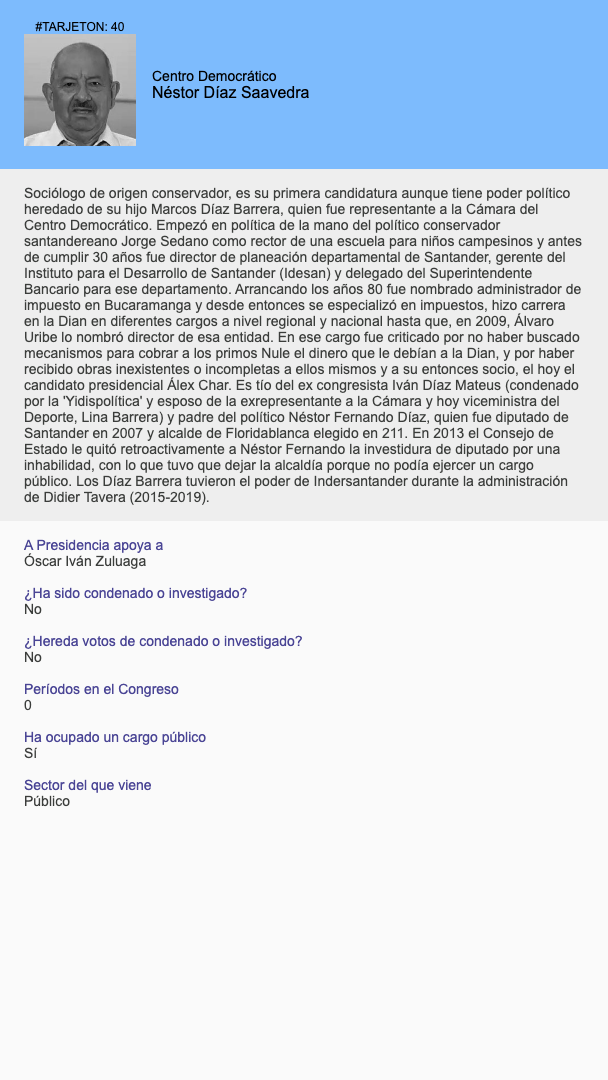 #TARJETON: 40
Centro Democrático
Néstor Díaz Saavedra
Sociólogo de origen conservador, es su primera candidatura aunque tiene poder político
heredado de su hijo Marcos Díaz Barrera, quien fue representante a la Cámara del
Centro Democrático. Empezó en política de la mano del político conservador
santandereano Jorge Sedano como rector de una escuela para niños campesinos y antes
de cumplir 30 años fue director de planeación departamental de Santander, gerente del
Instituto para el Desarrollo de Santander (Idesan) y delegado del Superintendente
Bancario para ese departamento. Arrancando los años 80 fue nombrado administrador de
impuesto en Bucaramanga y desde entonces se especializó en impuestos, hizo carrera
en la Dian en diferentes cargos a nivel regional y nacional hasta que, en 2009, Álvaro
Uribe lo nombró director de esa entidad. En ese cargo fue criticado por no haber buscado
mecanismos para cobrar a los primos Nule el dinero que le debían a la Dian, y por haber
recibido obras inexistentes o incompletas a ellos mismos y a su entonces socio, el hoy el
candidato presidencial Álex Char. Es tío del ex congresista Iván Díaz Mateus (condenado
por la 'Yidispolítica' y esposo de la exrepresentante a la Cámara y hoy viceministra del
Deporte, Lina Barrera) y padre del político Néstor Fernando Díaz, quien fue diputado de
Santander en 2007 y alcalde de Floridablanca elegido en 211. En 2013 el Consejo de
Estado le quitó retroactivamente a Néstor Fernando la investidura de diputado por una
inhabilidad, con lo que tuvo que dejar la alcaldía porque no podía ejercer un cargo
público. Los Díaz Barrera tuvieron el poder de Indersantander durante la administración
de Didier Tavera (2015-2019).
A Presidencia apoya a
Óscar Iván Zuluaga
¿Ha sido condenado o investigado?
No
¿Hereda votos de condenado o investigado?
No
Períodos en el Congreso
0
Ha ocupado un cargo público
Sí
Sector del que viene
Público